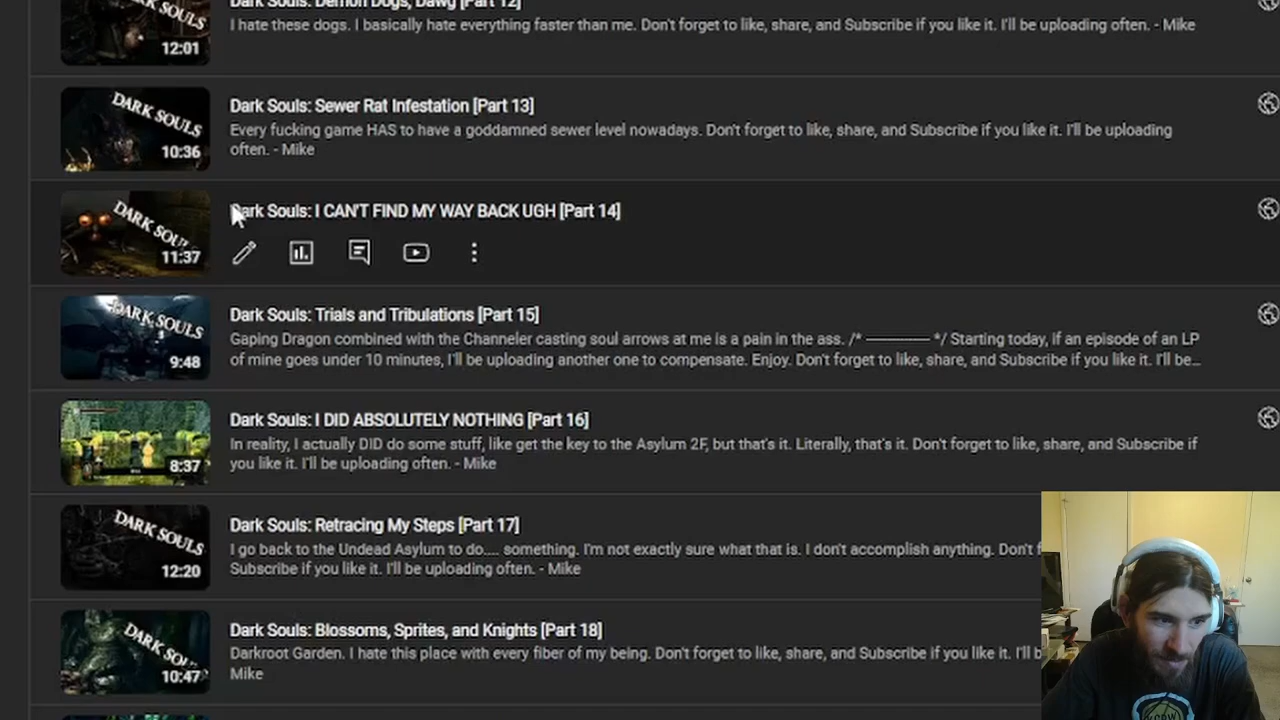 Dark Souls: Demon Dogs, Dawg [Part 12]
I hate these dogs. I basically hate everything faster than me. Don't forget to like, share, and Subscribe if you like it. I'll be uploading often. - Mike
12:01
DARK SOULS
10:36
Dark Souls: Sewer Rat Infestation [Part 13]
Every fucking game HAS to have a goddamned sewer level nowadays. Don't forget to like, share, and Subscribe if you like it. I'll be uploading
often. - Mike
DARK SOU
11:37
Dark Souls: I CAN'T FIND MY WAY BACK UGH [Part 14]
DARK SOULS
9:48
Dark Souls: Trials and Tribulations [Part 15]
Gaping Dragon combined with the Channeler casting soul arrows at me is a pain in the ass. /* ———— */ Starting today, if an episode of an LP
of mine goes under 10 minutes, I'll be uploading another one to compensate. Enjoy. Don't forget to like, share, and Subscribe if you like it. I'll be...
8:37
Dark Souls: I DID ABSOLUTELY NOTHING [Part 16]
In reality, I actually DID do some stuff, like get the key to the Asylum 2F, but that's it. Literally, that's it. Don't forget to like, share, and Subscribe if
you like it. I'll be uploading often. - Mike
DARK SOULS
12:20
Dark Souls: Retracing My Steps [Part 17]
I go back to the Undead Asylum to do.... something. I'm not exactly sure what that is. I don't accomplish anything. Don't f
Subscribe if you like it. I'll be uploading often. - Mike
DARK SOU
10:47
Dark Souls: Blossoms, Sprites, and Knights [Part 18]
Darkroot Garden. I hate this place with every fiber of my being. Don't forget to like, share, and Subscribe if you like it. I'll b
Mike